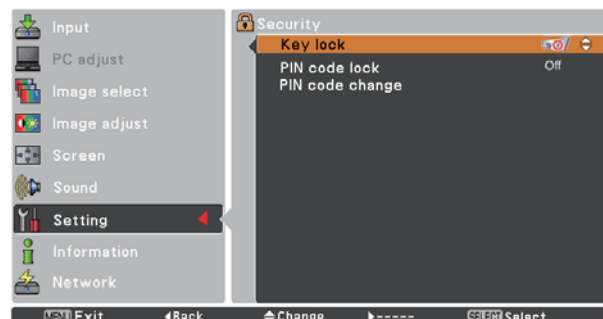 Input
PC adjust
Image select
Image adjust
Screen
Sound
Setting
Information
Network
Security
Key lock
PIN code lock Off
PIN code change
MENU Exit ◀Back ⬍Change ▶----- SELECT Select